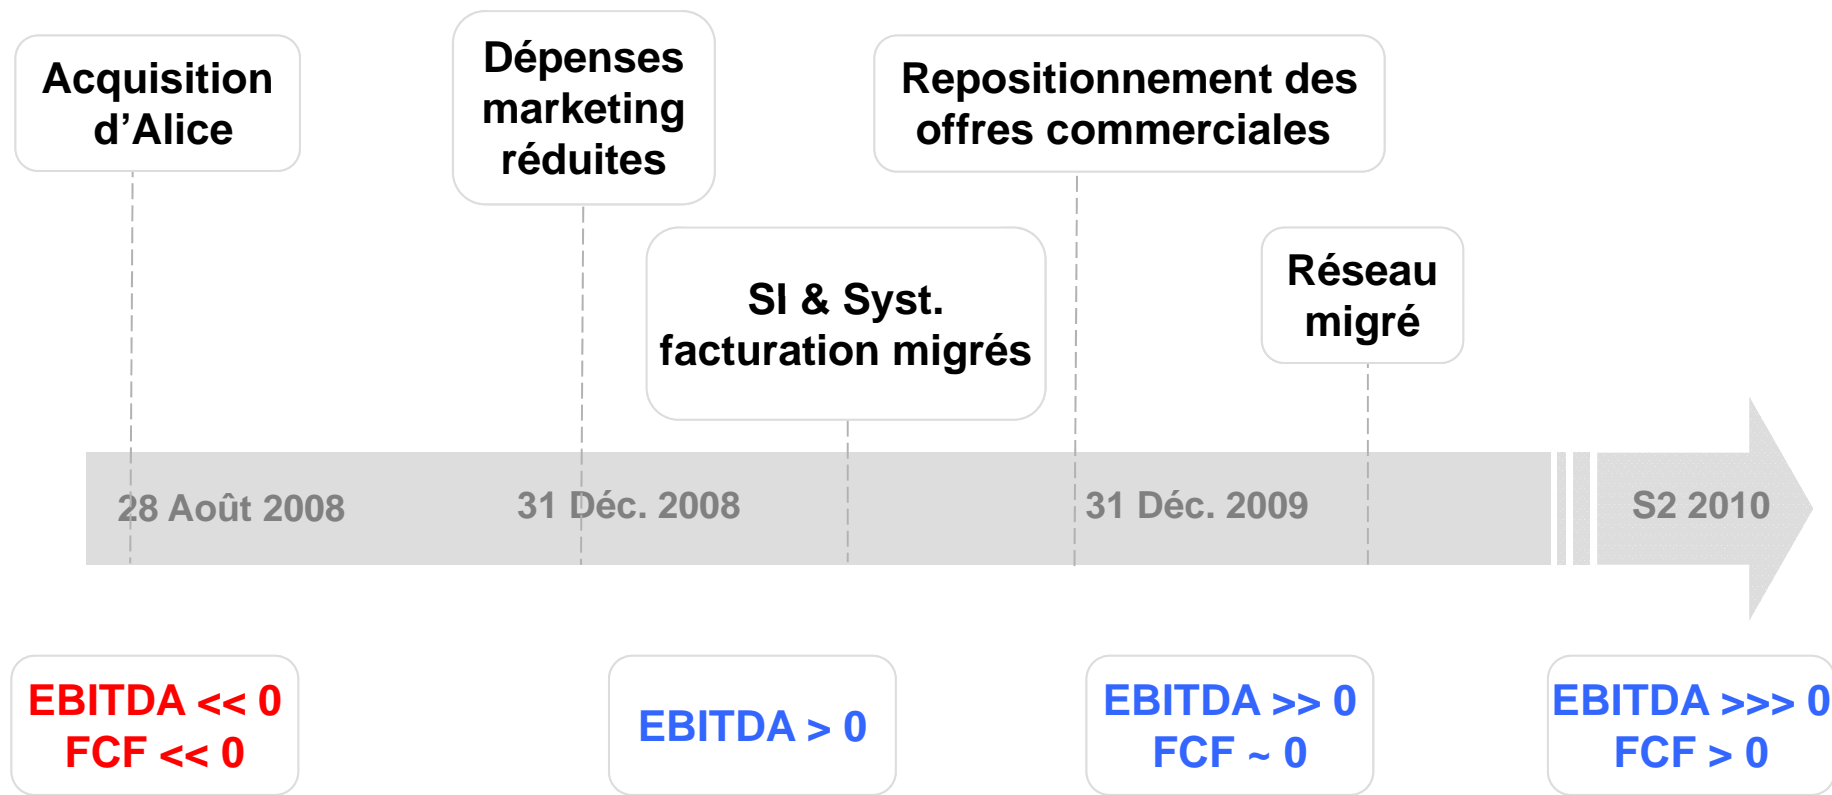 Acquisition
d’Alice
Dépenses
marketing
réduites
Repositionnement des
offres commerciales
SI & Syst.
facturation migrés
Réseau
migré
28 Août 2008
31 Déc. 2008
31 Déc. 2009
S2 2010
EBITDA << 0
FCF << 0
EBITDA > 0
EBITDA >> 0
FCF ~ 0
EBITDA >>> 0
FCF > 0